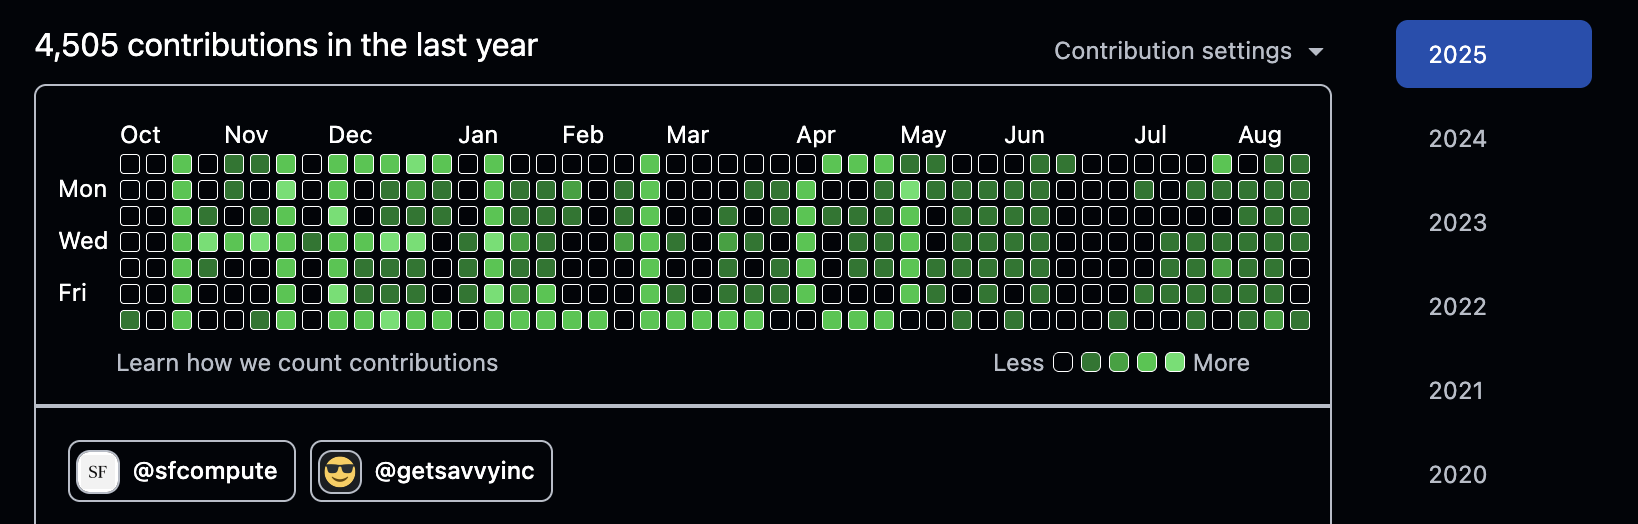 4,505 contributions in the last year
Contribution settings
2025
2024
2023
2022
2021
2020
Oct Nov Dec Jan Feb Mar Apr May Jun Jul Aug
Mon
Wed
Fri
Learn how we count contributions
Less More
SF @sfcompute @getsavvyinc